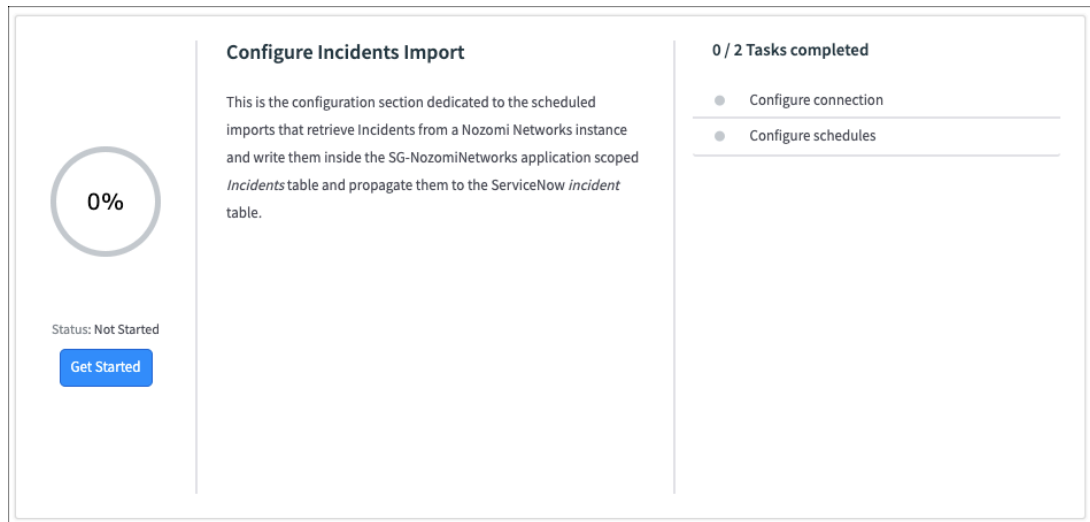 0%
Status: Not Started
Get Started
Configure Incidents Import
This is the configuration section dedicated to the scheduled
imports that retrieve Incidents from a Nozomi Networks instance
and write them inside the SG-NozomiNetworks application scoped
Incidents table and propagate them to the ServiceNow incident
table.
0 / 2 Tasks completed
Configure connection
Configure schedules